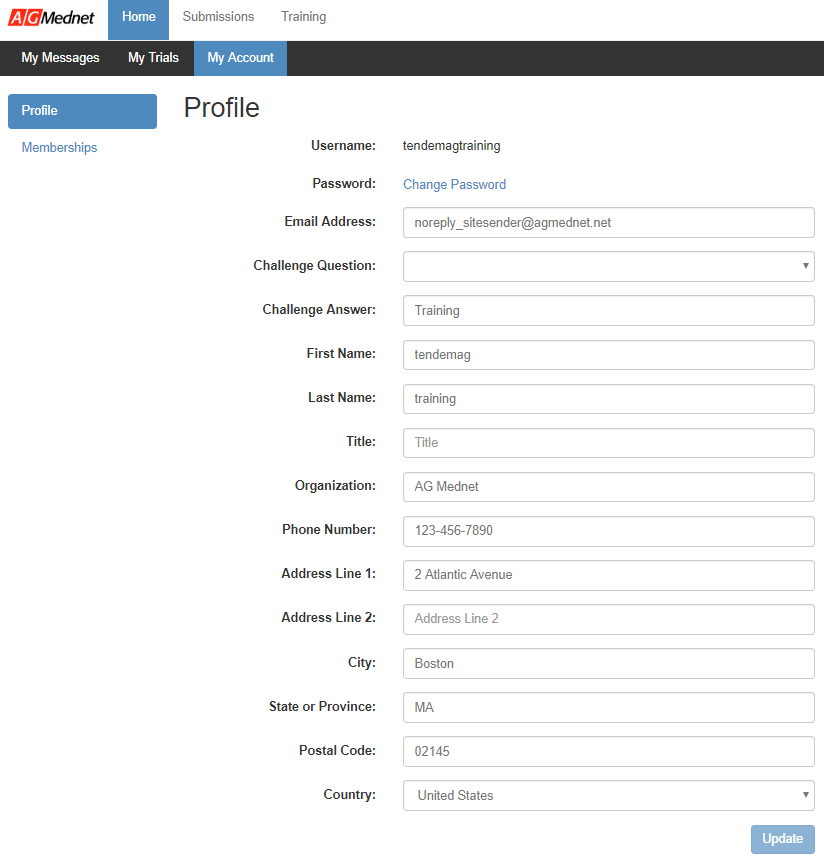 AG Mednet Home Submissions Training
My Messages My Trials My Account
Profile
Memberships
Profile
Username: tendemagtraining
Password: Change Password
Email Address: noreply_sitesender@agmednet.net
Challenge Question:
Challenge Answer: Training
First Name: tendemag
Last Name: training
Title: Title
Organization: AG Mednet
Phone Number: 123-456-7890
Address Line 1: 2 Atlantic Avenue
Address Line 2: Address Line 2
City: Boston
State or Province: MA
Postal Code: 02145
Country: United States
Update